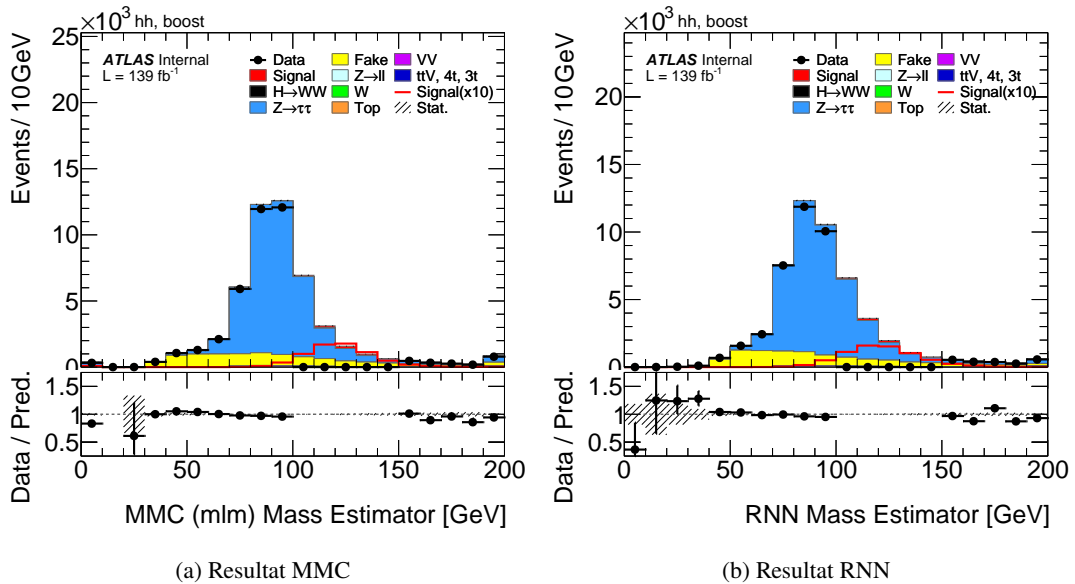 ×10³ hh, boost
ATLAS Internal
L = 139 fb⁻¹
Data
Signal
H→WW
Z→ττ
Fake
Z→ll
W
Top
VV
ttV, 4t, 3t
Signal(x10)
Stat.
Events / 10GeV
25
20
15
10
5
0
Data / Pred.
1.5
1
0.5
0 50 100 150 200
MMC (mlm) Mass Estimator [GeV]
(a) Resultat MMC
×10³ hh, boost
ATLAS Internal
L = 139 fb⁻¹
Data
Signal
H→WW
Z→ττ
Fake
Z→ll
W
Top
VV
ttV, 4t, 3t
Signal(x10)
Stat.
Events / 10GeV
20
15
10
5
0
Data / Pred.
1.5
1
0.5
0 50 100 150 200
RNN Mass Estimator [GeV]
(b) Resultat RNN